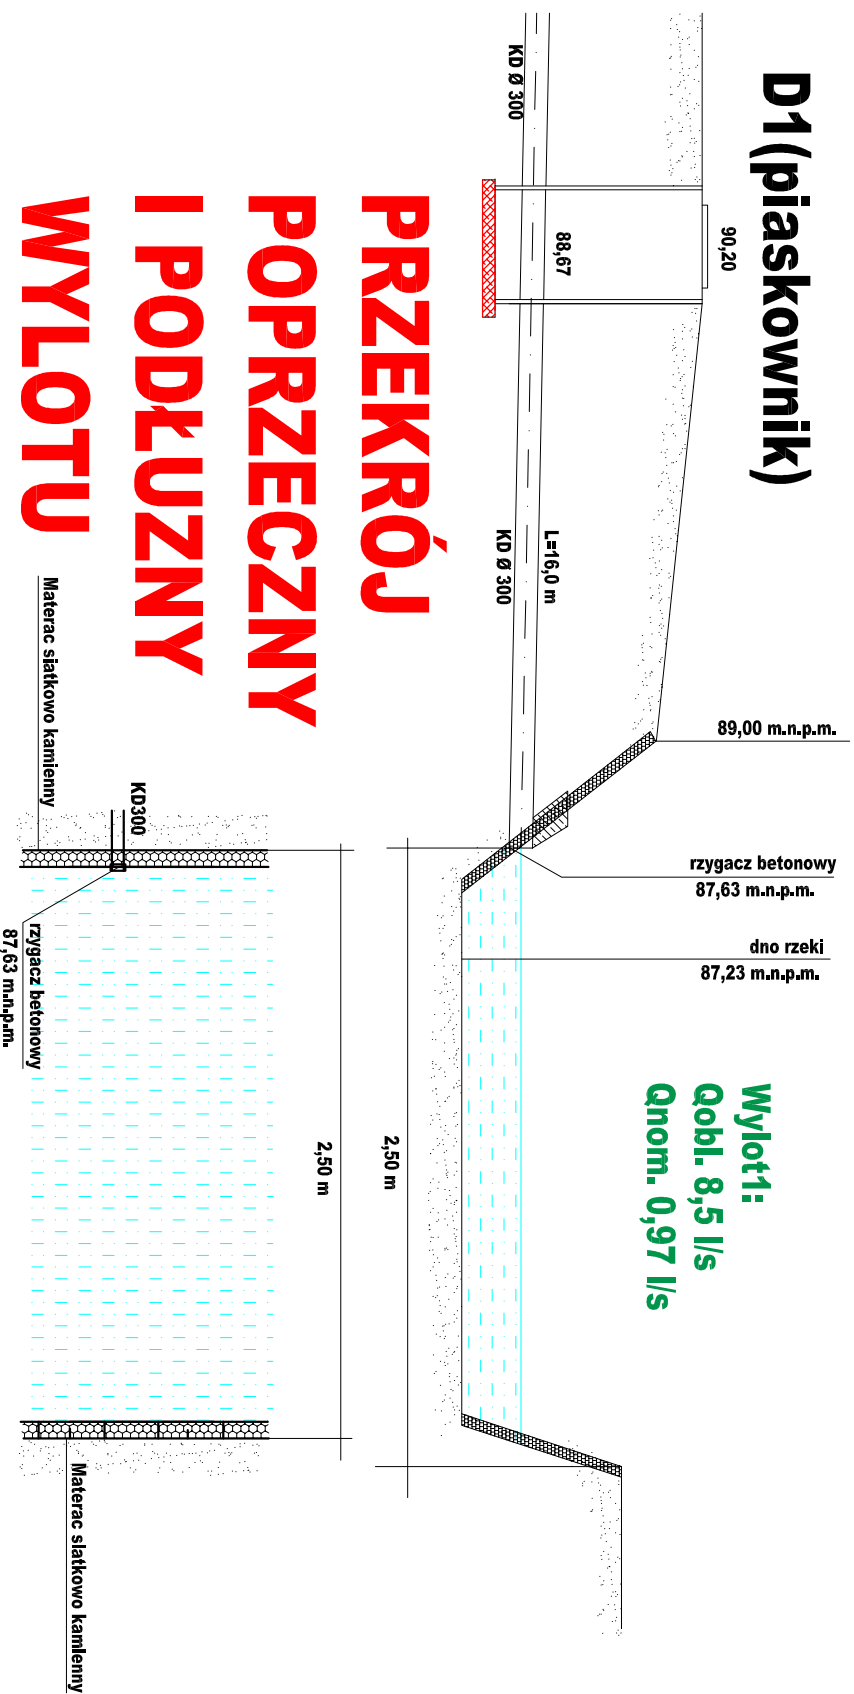 D1(piaskownik)
90,20
88,67
KD Ø 300
L=16,0 m
KD Ø 300
89,00 m.n.p.m.
rzygacz betonowy
87,63 m.n.p.m.
dno rzeki
87,23 m.n.p.m.
Wylot1:
Qobl. 8,5 l/s
Qnom. 0,97 l/s
2,50 m
PRZEKRÓJ
POPRZECZNY
I PODŁUZNY
WYLOTU
2,50 m
KD300
Materac siatkowo kamienny
rzygacz betonowy
87,63 m.n.p.m.
Materac siatkowo kamienny